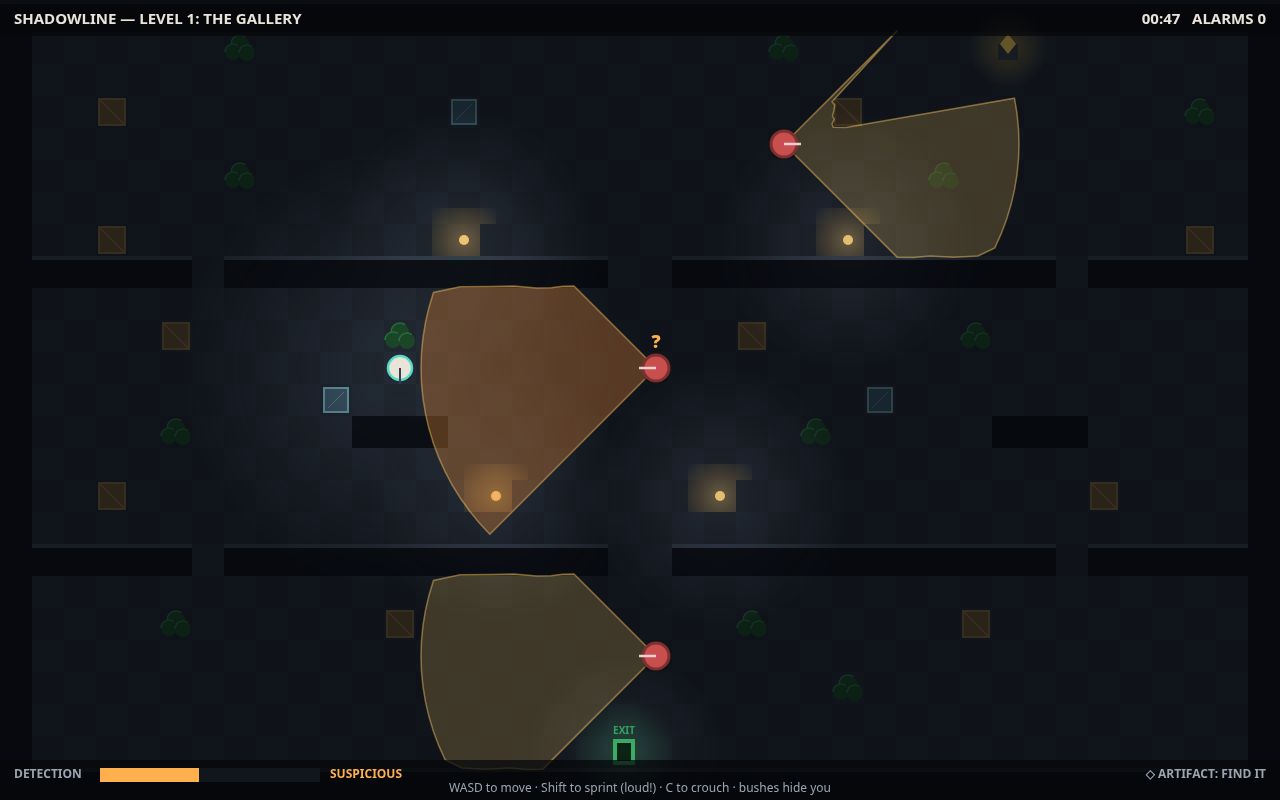 SHADOWLINE — LEVEL 1: THE GALLERY
00:47 ALARMS 0
?
EXIT
DETECTION
SUSPICIOUS
◇ ARTIFACT: FIND IT
WASD to move · Shift to sprint (loud!) · C to crouch · bushes hide you